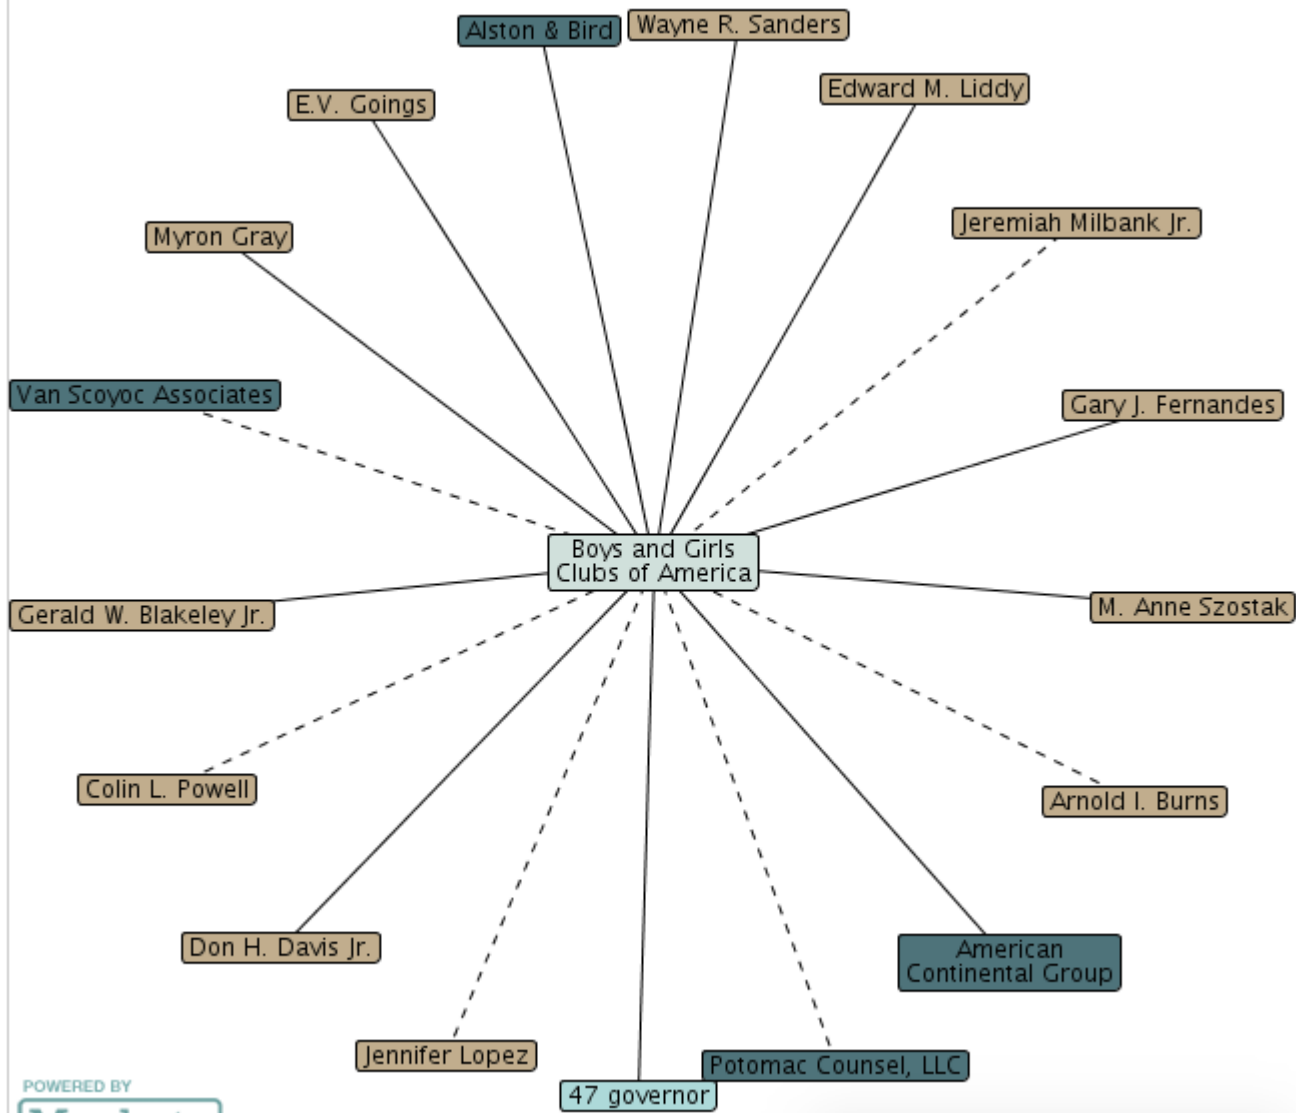 Alston & Bird
Wayne R. Sanders
Edward M. Liddy
E.V. Goings
Jeremiah Milbank Jr.
Myron Gray
Van Scoyoc Associates
Gary J. Fernandes
Boys and Girls
Clubs of America
M. Anne Szostak
Gerald W. Blakeley Jr.
Colin L. Powell
Arnold I. Burns
Don H. Davis Jr.
American
Continental Group
Jennifer Lopez
Potomac Counsel, LLC
47 governor
POWERED BY